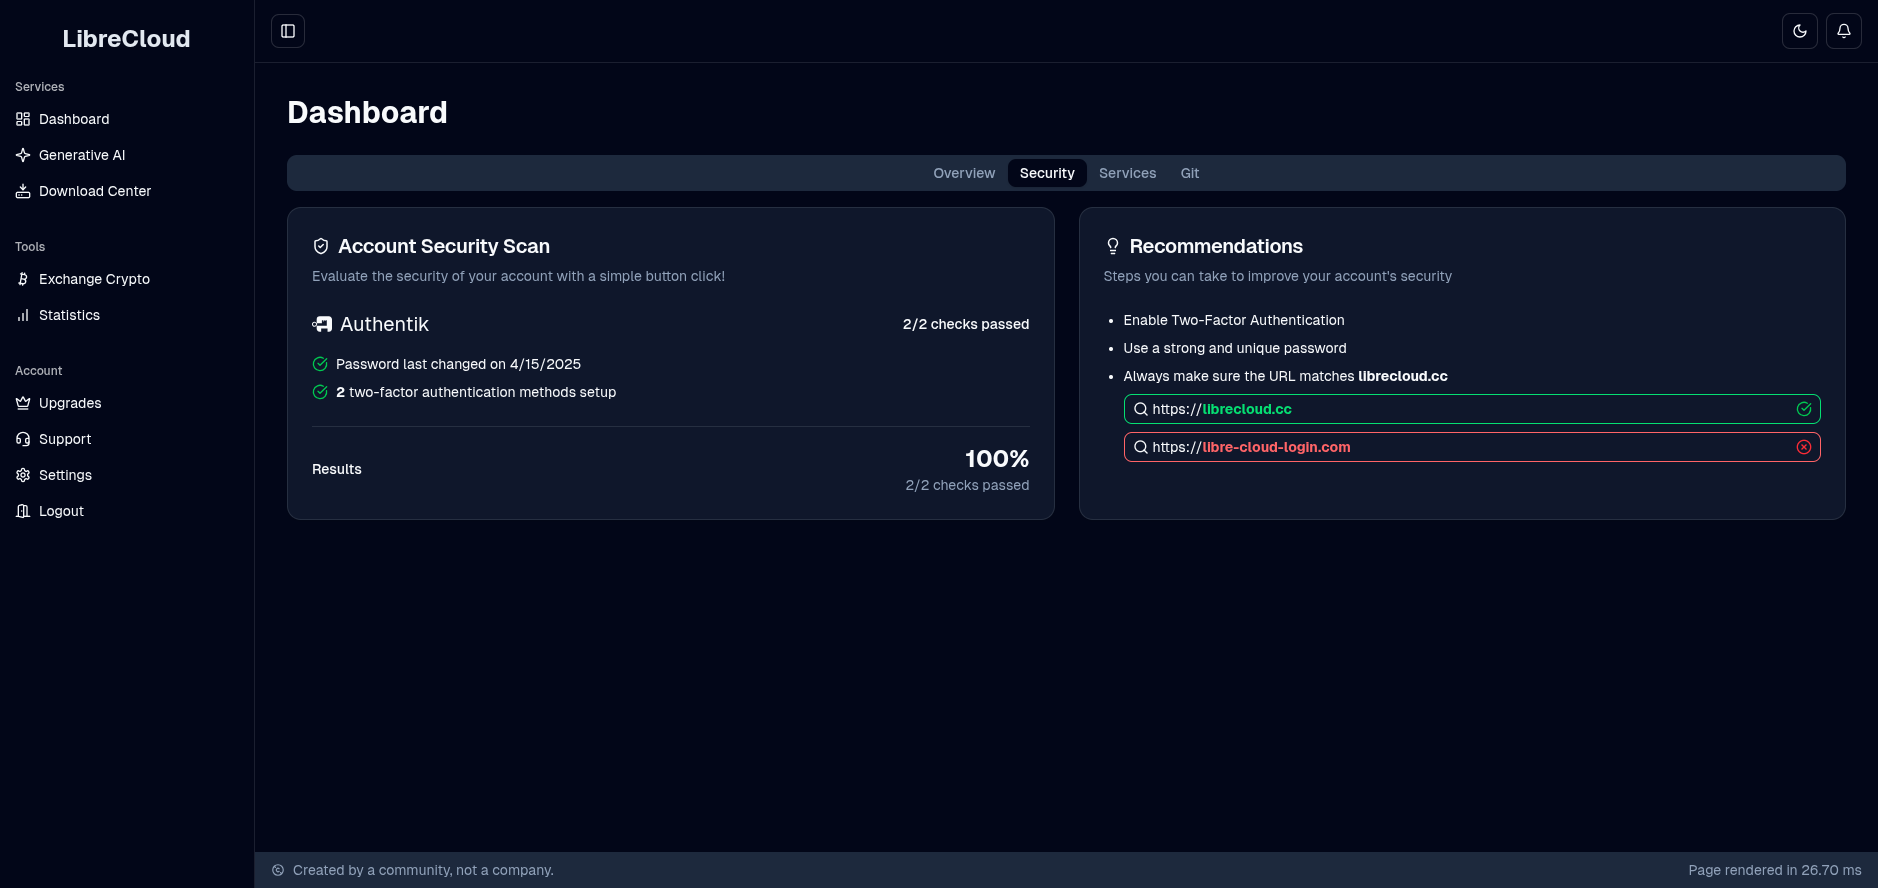 LibreCloud
Services
Dashboard
Generative AI
Download Center
Tools
Exchange Crypto
Statistics
Account
Upgrades
Support
Settings
Logout
Dashboard
Overview Security Services Git
Account Security Scan
Evaluate the security of your account with a simple button click!
Authentik 2/2 checks passed
Password last changed on 4/15/2025
2 two-factor authentication methods setup
Results 100%
2/2 checks passed
Recommendations
Steps you can take to improve your account's security
• Enable Two-Factor Authentication
• Use a strong and unique password
• Always make sure the URL matches librecloud.cc
https://librecloud.cc
https://libre-cloud-login.com
Created by a community, not a company.
Page rendered in 26.70 ms